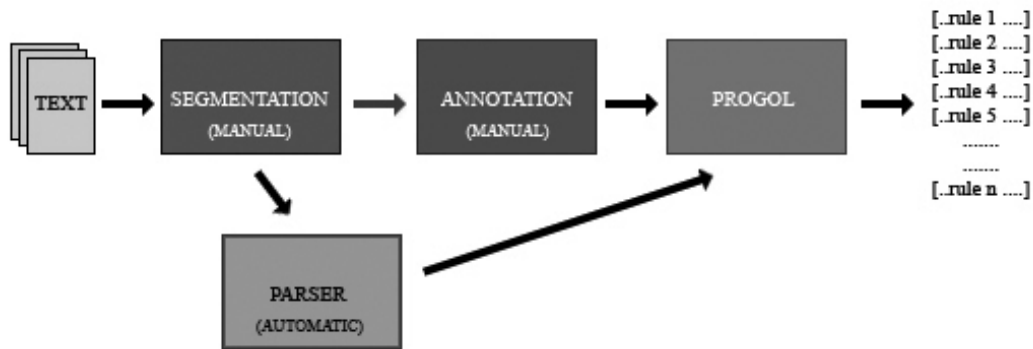 TEXT
SEGMENTATION
(MANUAL)
ANNOTATION
(MANUAL)
PROGOL
[..rule 1 ....]
[..rule 2 ....]
[..rule 3 ....]
[..rule 4 ....]
[..rule 5 ....]
.......
.......
[..rule n ....]
PARSER
(AUTOMATIC)